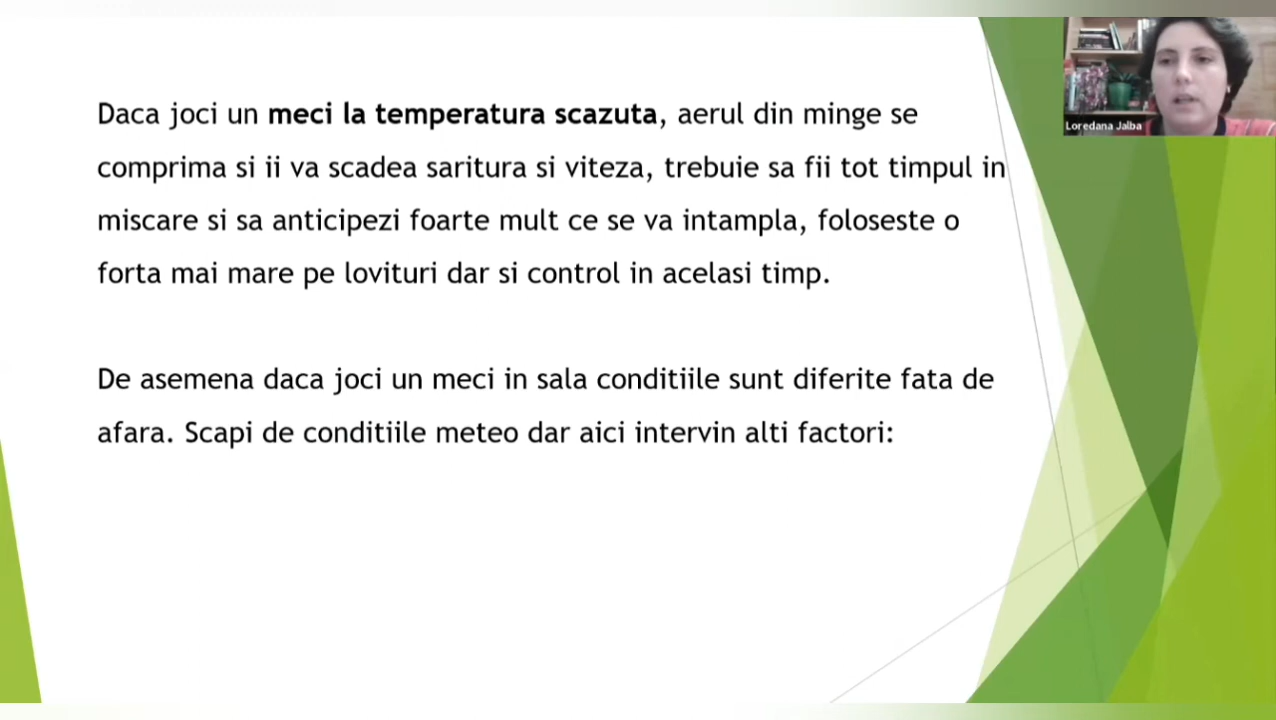 Daca joci un meci la temperatura scazuta, aerul din minge se
comprima si ii va scadea saritura si viteza, trebuie sa fii tot timpul in
miscare si sa anticipezi foarte mult ce se va intampla, foloseste o
forta mai mare pe lovituri dar si control in acelasi timp.
De asemena daca joci un meci in sala conditiile sunt diferite fata de
afara. Scapi de conditiile meteo dar aici intervin alti factori:
Loredana Jalba